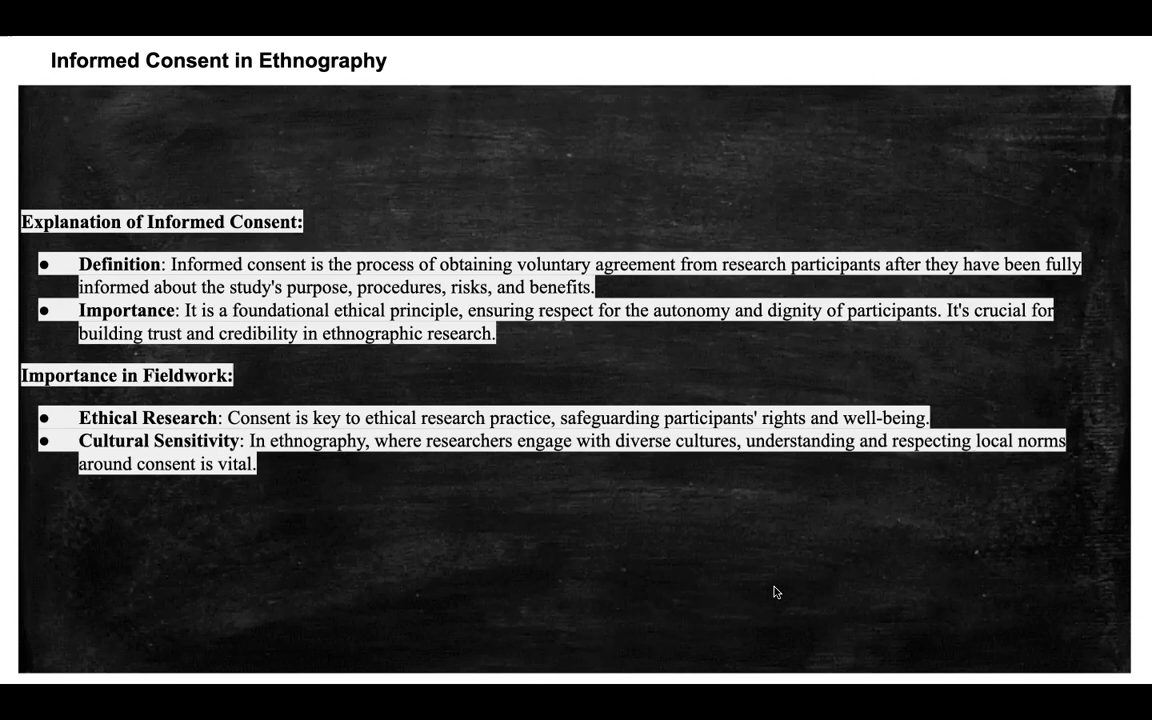 Informed Consent in Ethnography
Explanation of Informed Consent:
● Definition: Informed consent is the process of obtaining voluntary agreement from research participants after they have been fully
informed about the study's purpose, procedures, risks, and benefits.
● Importance: It is a foundational ethical principle, ensuring respect for the autonomy and dignity of participants. It's crucial for
building trust and credibility in ethnographic research.
Importance in Fieldwork:
● Ethical Research: Consent is key to ethical research practice, safeguarding participants' rights and well-being.
● Cultural Sensitivity: In ethnography, where researchers engage with diverse cultures, understanding and respecting local norms
around consent is vital.